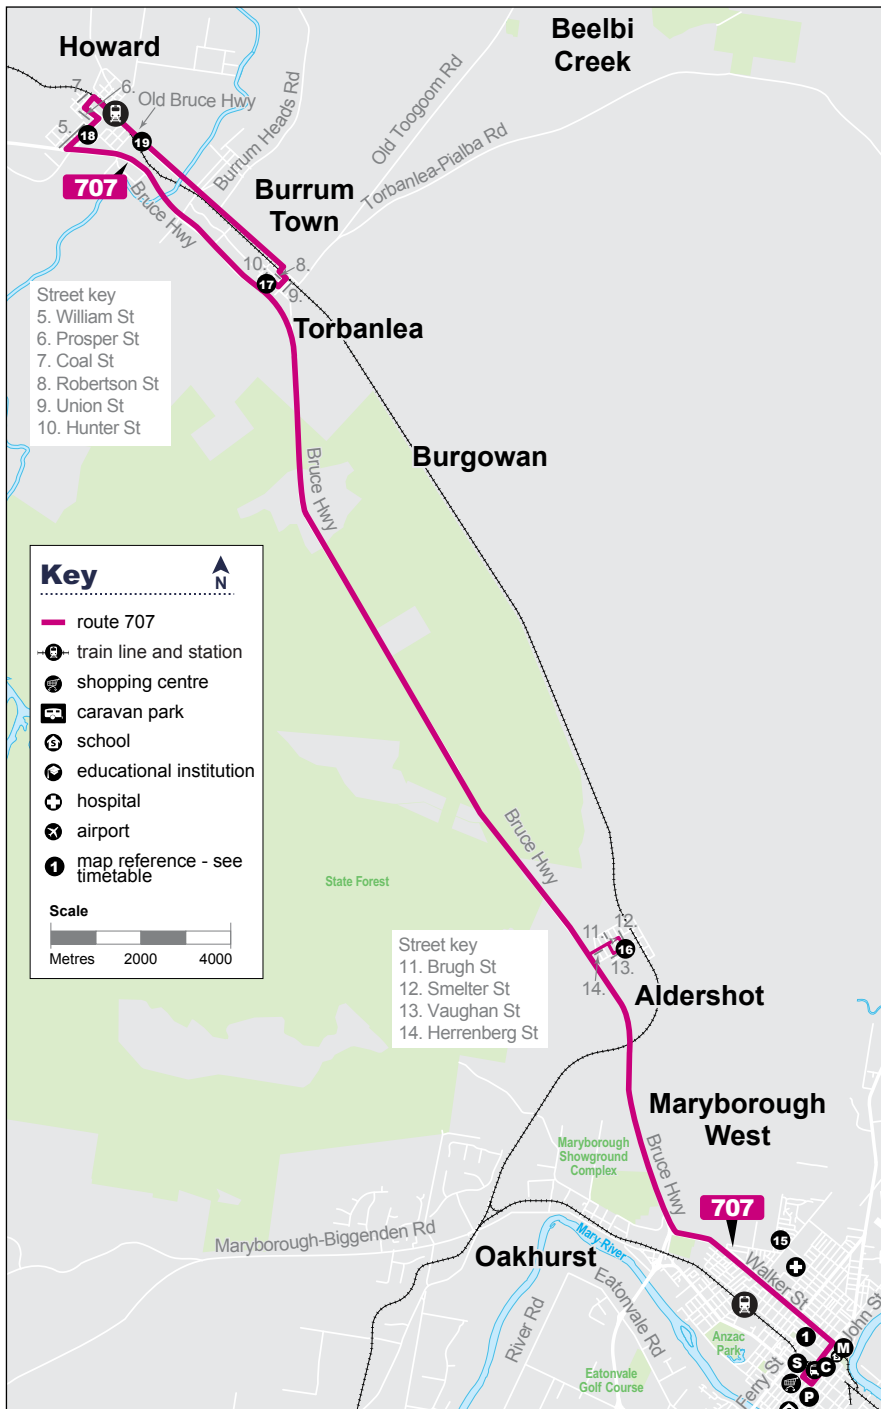 Howard
Beelbi
Creek
7.
6.
Old Bruce Hwy
5.
18
19
Burrum Heads Rd
Old Toogoom Rd
Torbanlea-Pialba Rd
707
Bruce Hwy
Burrum
Town
10.
8.
17
9.
Torbanlea
Street key
5. William St
6. Prosper St
7. Coal St
8. Robertson St
9. Union St
10. Hunter St
Burgowan
Bruce Hwy
Key
N
route 707
train line and station
shopping centre
caravan park
school
educational institution
hospital
airport
1
map reference - see
timetable
Scale
Metres 2000 4000
Bruce Hwy
State Forest
Street key
11. Brugh St
12. Smelter St
13. Vaughan St
14. Herrenberg St
12.
11.
16
13.
14.
Aldershot
Maryborough
West
Maryborough
Showground
Complex
Bruce Hwy
707
15
Maryborough-Biggenden Rd
Oakhurst
Mary River
Walker St
River Rd
Eatonvale Rd
John St
Anzac
Park
1
M
S
C
Ferry St
P
Eatonvale
Golf Course